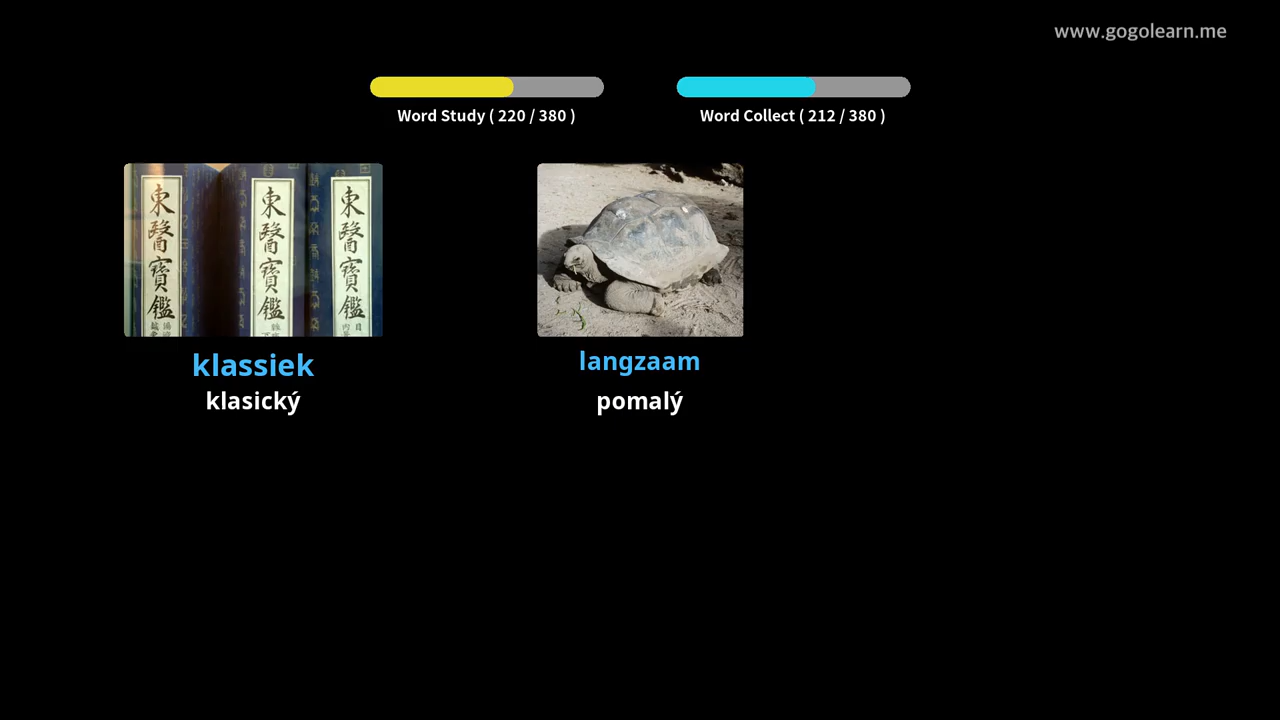 www.gogolearn.me
Word Study ( 220 / 380 )
Word Collect ( 212 / 380 )
東醫寶鑑
東醫寶鑑
東醫寶鑑
klassiek
klasický
langzaam
pomalý